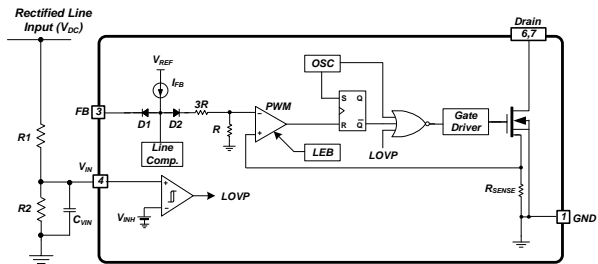 Rectified Line
Input (VDC)
Drain
6,7
VREF
IFB
OSC
FB 3
D1 D2
3R
PWM
S Q
R Q̅
Gate
Driver
R
Line
Comp.
LEB
LOVP
R1
VIN
4
LOVP
RSENSE
R2
CVIN
VINH
1 GND